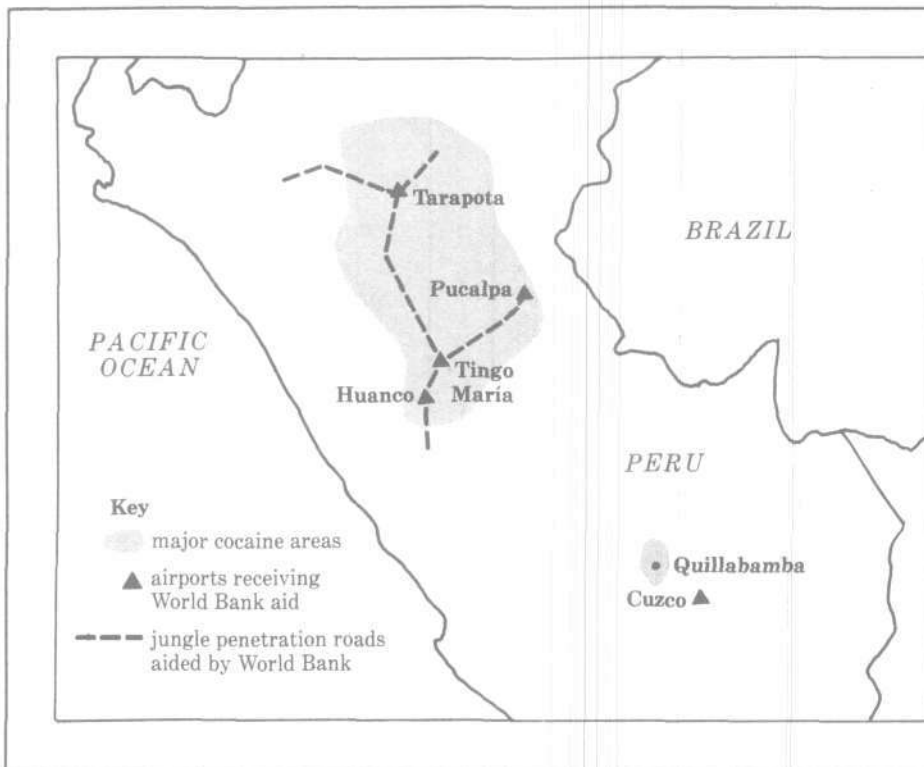 Tarapota
BRAZIL
Pucalpa
PACIFIC
OCEAN
Tingo
María
Huanco
PERU
Key
major cocaine areas
airports receiving
World Bank aid
jungle penetration roads
aided by World Bank
Quillabamba
Cuzco